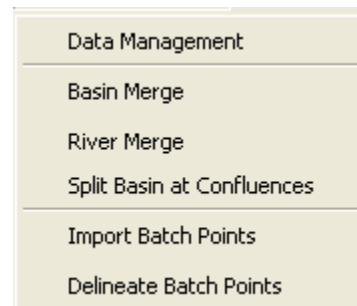 Data Management
Basin Merge
River Merge
Split Basin at Confluences
Import Batch Points
Delineate Batch Points